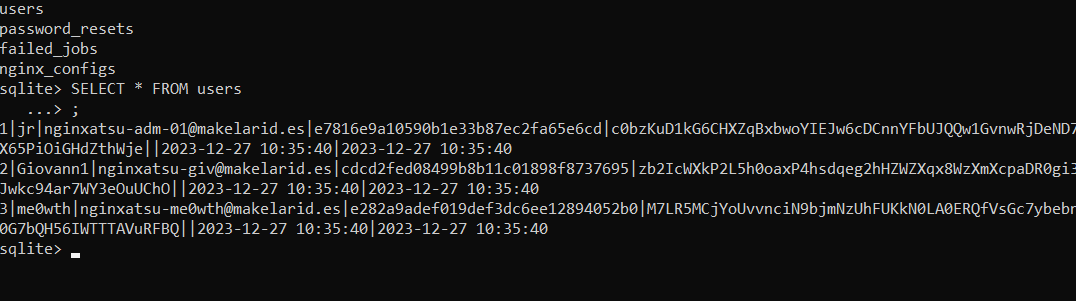 users
password_resets
failed_jobs
nginx_configs
sqlite> SELECT * FROM users
   ...> ;
1|jr|nginxatsu-adm-01@makelarid.es|e7816e9a10590b1e33b87ec2fa65e6cd|c0bzKuD1kG6CHXZqBxbwoYIEJw6cDCnnYFbUJQQw1GvnwRjDeND7
X65PiOiGHdZthWje||2023-12-27 10:35:40|2023-12-27 10:35:40
2|Giovann1|nginxatsu-giv@makelarid.es|cdcd2fed08499b8b11c01898f8737695|zb2IcWXkP2L5h0oaxP4hsdqeg2hHZWZXqx8WzXmXcpaDR0gi3
Jwkc94ar7WY3eOuUChO||2023-12-27 10:35:40|2023-12-27 10:35:40
3|me0wth|nginxatsu-me0wth@makelarid.es|e282a9adef019def3dc6ee12894052b0|M7LR5MCjYoUvvnciN9bjmNzUhFUKkN0LA0ERQfVsGc7ybebr
0G7bQH56IWTTTAVuRFBQ||2023-12-27 10:35:40|2023-12-27 10:35:40
sqlite>